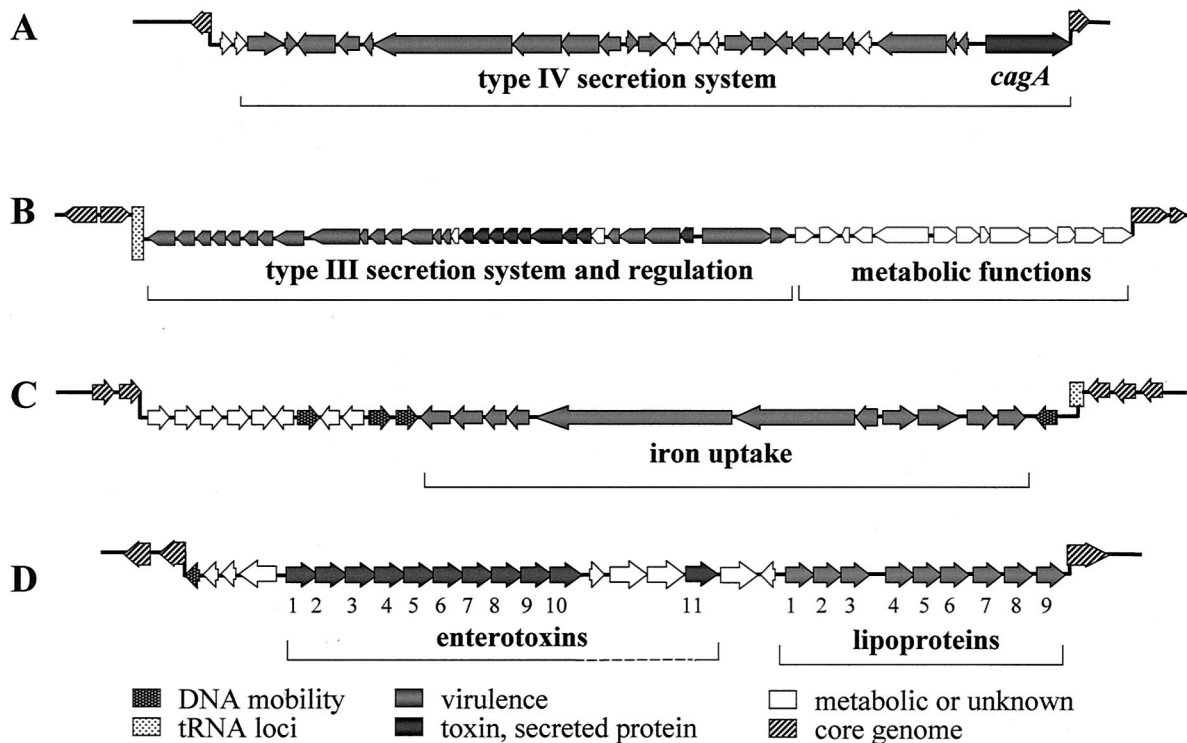 A
type IV secretion system
cagA
B
type III secretion system and regulation
metabolic functions
C
iron uptake
D
1 2 3 4 5 6 7 8 9 10 11 1 2 3 4 5 6 7 8 9
enterotoxins
lipoproteins
DNA mobility virulence metabolic or unknown
tRNA loci toxin, secreted protein core genome